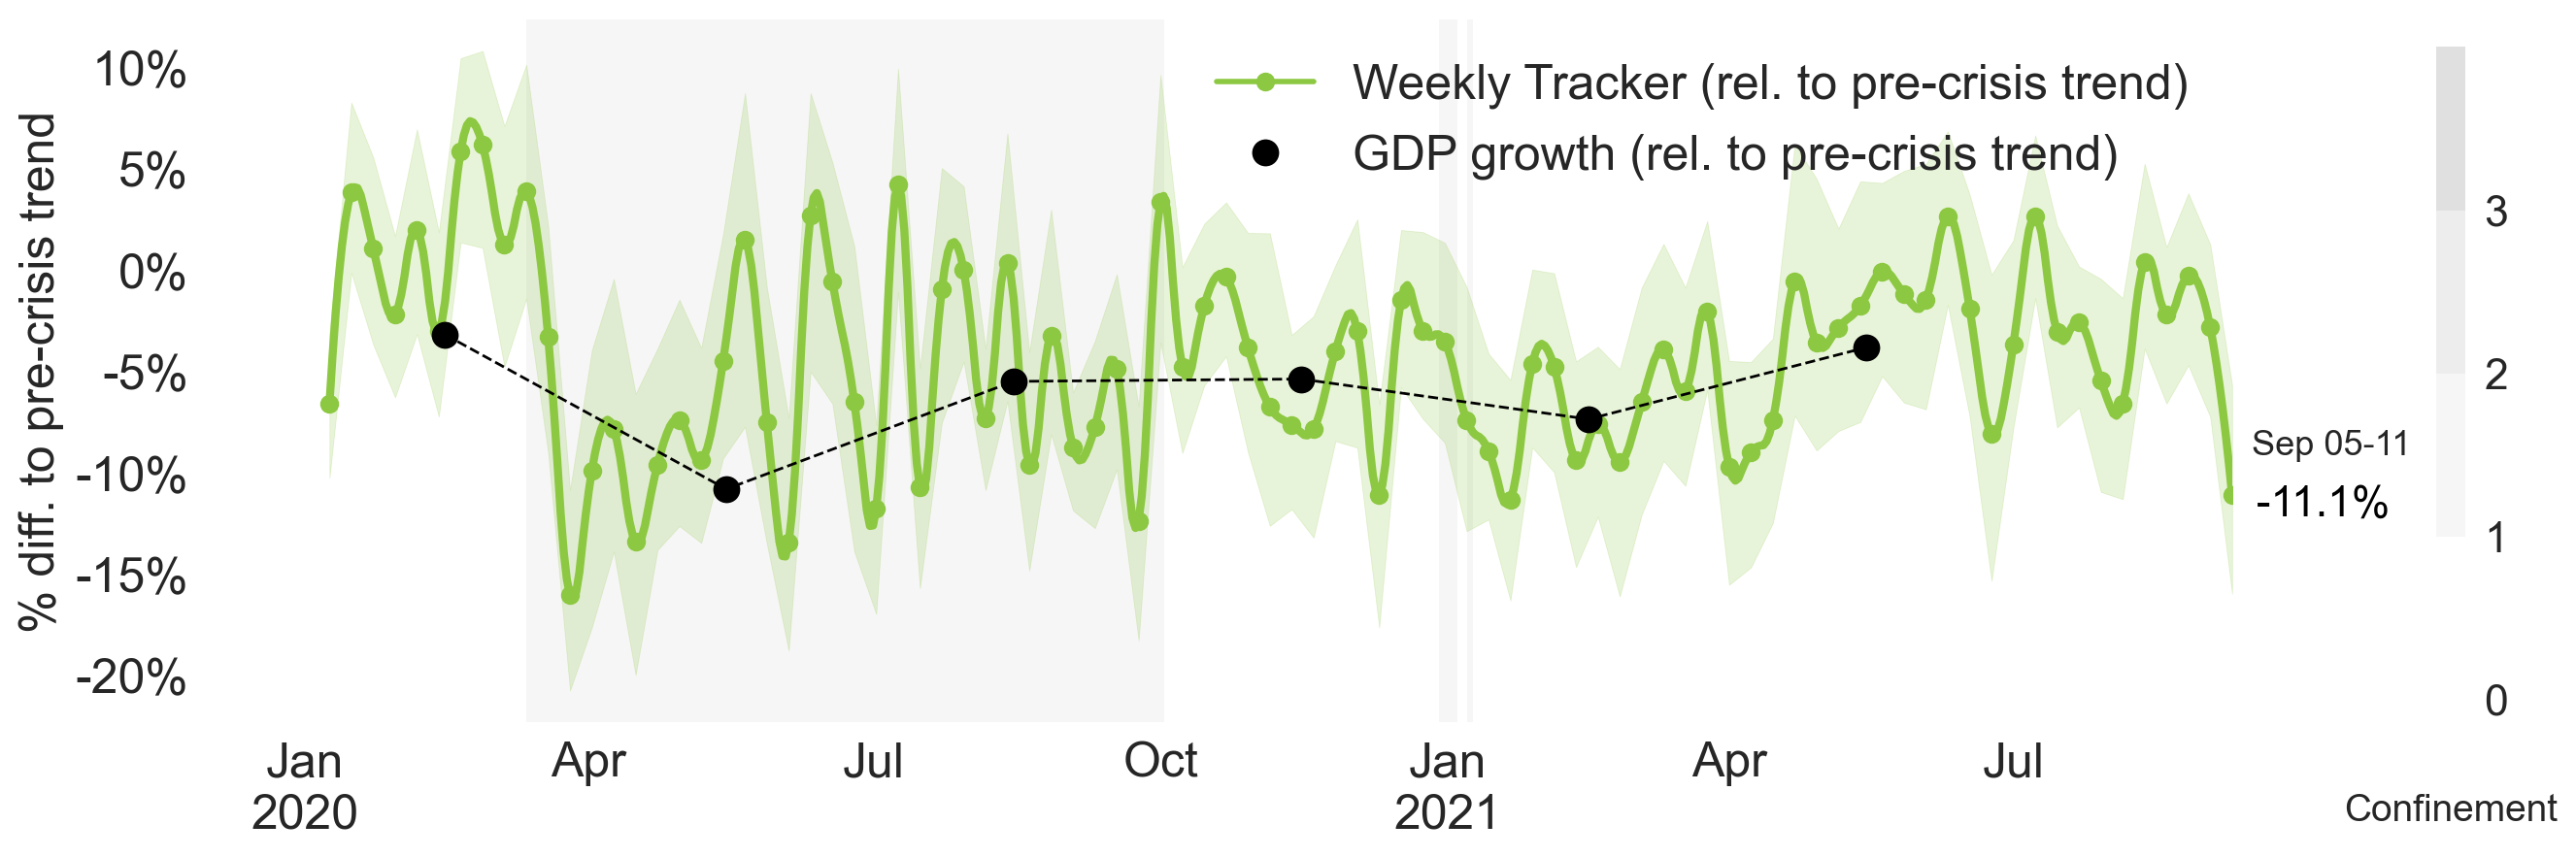 % diff. to pre-crisis trend
10%
5%
0%
-5%
-10%
-15%
-20%
Weekly Tracker (rel. to pre-crisis trend)
GDP growth (rel. to pre-crisis trend)
Sep 05-11
-11.1%
3
2
1
0
Jan Apr Jul Oct Jan Apr Jul
2020 2021
Confinement